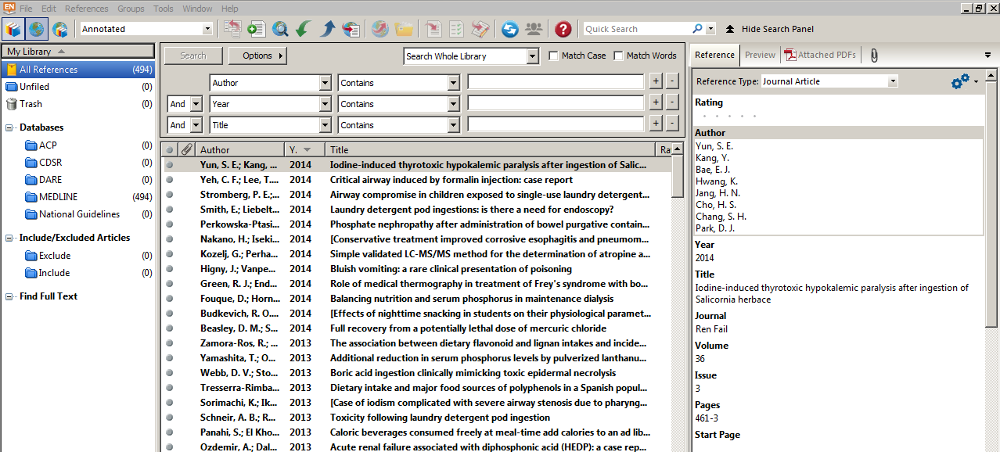 EN File Edit References Groups Tools Window Help
Annotated Quick Search Hide Search Panel
My Library
All References (494)
Unfiled (0)
Trash (0)
Databases
ACP (0)
CDSR (0)
DARE (0)
MEDLINE (494)
National Guidelines (0)
Include/Excluded Articles
Exclude (0)
Include (0)
Find Full Text
Search Options Search Whole Library Match Case Match Words
Author Contains + -
And Year Contains + -
And Title Contains + -
Author Y. Title Ra
Yun, S. E.; Kang, ... 2014 Iodine-induced thyrotoxic hypokalemic paralysis after ingestion of Salic...
Yeh, C. F.; Lee, T.... 2014 Critical airway induced by formalin injection: case report
Stromberg, P. E.;... 2014 Airway compromise in children exposed to single-use laundry detergent...
Smith, E.; Liebelt... 2014 Laundry detergent pod ingestions: is there a need for endoscopy?
Perkowska-Ptasi... 2014 Phosphate nephropathy after administration of bowel purgative contain...
Nakano, H.; Iseki... 2014 [Conservative treatment improved corrosive esophagitis and pneumom...
Kozelj, G.; Perha... 2014 Simple validated LC-MS/MS method for the determination of atropine a...
Higny, J.; Vanpe... 2014 Bluish vomiting: a rare clinical presentation of poisoning
Green, R. J.; End... 2014 Role of medical thermography in treatment of Frey's syndrome with bo...
Fouque, D.; Horn... 2014 Balancing nutrition and serum phosphorus in maintenance dialysis
Budkevich, R. O.... 2014 [Effects of nighttime snacking in students on their physiological paramet...
Beasley, D. M.; S... 2014 Full recovery from a potentially lethal dose of mercuric chloride
Zamora-Ros, R.; ... 2013 The association between dietary flavonoid and lignan intakes and incide...
Yamashita, T.; O... 2013 Additional reduction in serum phosphorus levels by pulverized lanthanu...
Webb, D. V.; Sto... 2013 Boric acid ingestion clinically mimicking toxic epidermal necrolysis
Tresserra-Rimba... 2013 Dietary intake and major food sources of polyphenols in a Spanish popul...
Sorimachi, K.; Ik... 2013 [Case of iodism complicated with severe airway stenosis due to pharyng...
Schneir, A. B.; R... 2013 Toxicity following laundry detergent pod ingestion
Panahi, S.; El Kho... 2013 Caloric beverages consumed freely at meal-time add calories to an ad lib...
Ozdemir, A.; Dal... 2013 Acute renal failure associated with diphosphonic acid (HEDP): a case rep...
Reference Preview Attached PDFs
Reference Type: Journal Article
Rating
Author
Yun, S. E.
Kang, Y.
Bae, E. J.
Hwang, K.
Jang, H. N.
Cho, H. S.
Chang, S. H.
Park, D. J.
Year
2014
Title
Iodine-induced thyrotoxic hypokalemic paralysis after ingestion of
Salicornia herbace
Journal
Ren Fail
Volume
36
Issue
3
Pages
461-3
Start Page